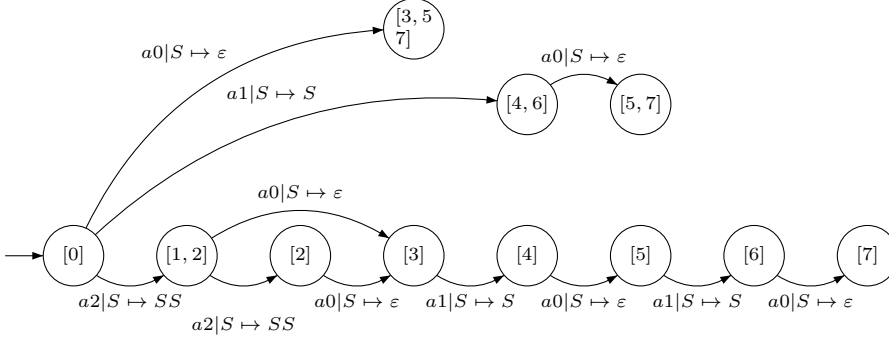 [3, 5
7]
a0|S ↦ ε
a0|S ↦ ε
a1|S ↦ S
[4, 6]
[5, 7]
a0|S ↦ ε
[0]
[1, 2]
[2]
[3]
[4]
[5]
[6]
[7]
a2|S ↦ SS
a0|S ↦ ε
a1|S ↦ S
a0|S ↦ ε
a1|S ↦ S
a0|S ↦ ε
a2|S ↦ SS